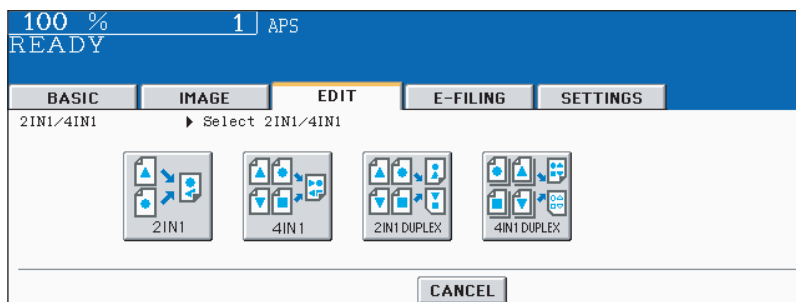 100 % 1 APS
READY
BASIC IMAGE EDIT E-FILING SETTINGS
2IN1/4IN1 Select 2IN1/4IN1
2IN1 4IN1 2IN1 DUPLEX 4IN1 DUPLEX
CANCEL